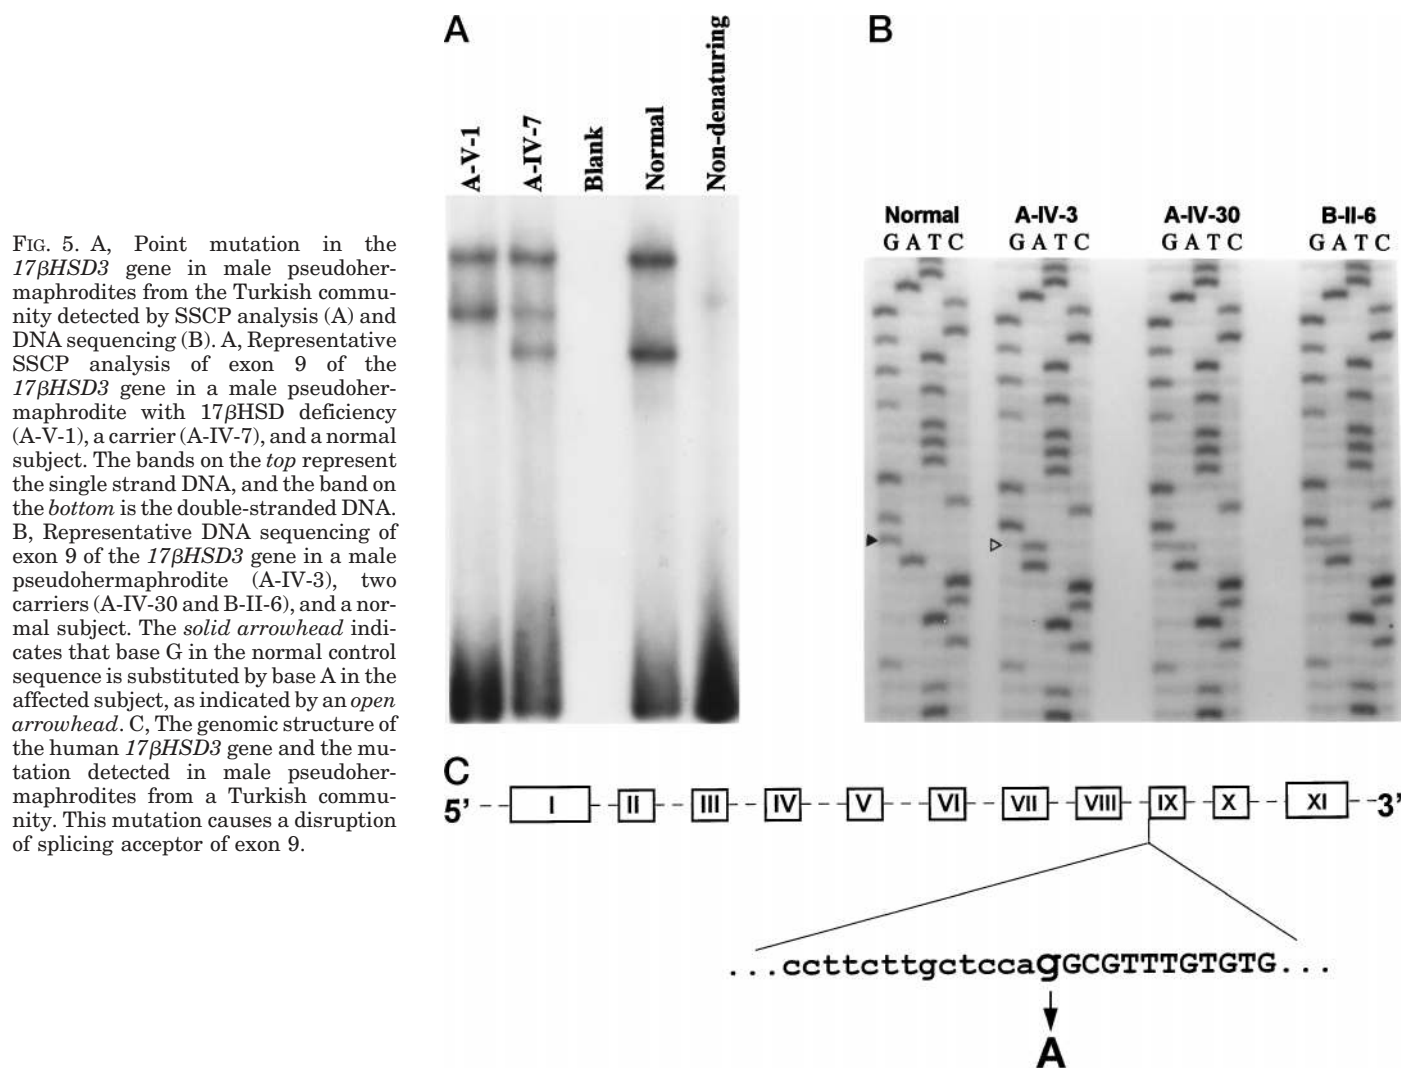 FIG. 5. A, Point mutation in the
17βHSD3 gene in male pseudoher-
maphrodites from the Turkish commu-
nity detected by SSCP analysis (A) and
DNA sequencing (B). A, Representative
SSCP analysis of exon 9 of the
17βHSD3 gene in a male pseudoher-
maphrodite with 17βHSD deficiency
(A-V-1), a carrier (A-IV-7), and a normal
subject. The bands on the top represent
the single strand DNA, and the band on
the bottom is the double-stranded DNA.
B, Representative DNA sequencing of
exon 9 of the 17βHSD3 gene in a male
pseudohermaphrodite (A-IV-3), two
carriers (A-IV-30 and B-II-6), and a nor-
mal subject. The solid arrowhead indi-
cates that base G in the normal control
sequence is substituted by base A in the
affected subject, as indicated by an open
arrowhead. C, The genomic structure of
the human 17βHSD3 gene and the mu-
tation detected in male pseudoher-
maphrodites from a Turkish commu-
nity. This mutation causes a disruption
of splicing acceptor of exon 9.
A
A-V-1
A-IV-7
Blank
Normal
Non-denaturing
B
Normal A-IV-3 A-IV-30 B-II-6
G A T C G A T C G A T C G A T C
C
5' I II III IV V VI VII VIII IX X XI 3'
...ccttcttgctccagGCGTTTGTGTG...
A